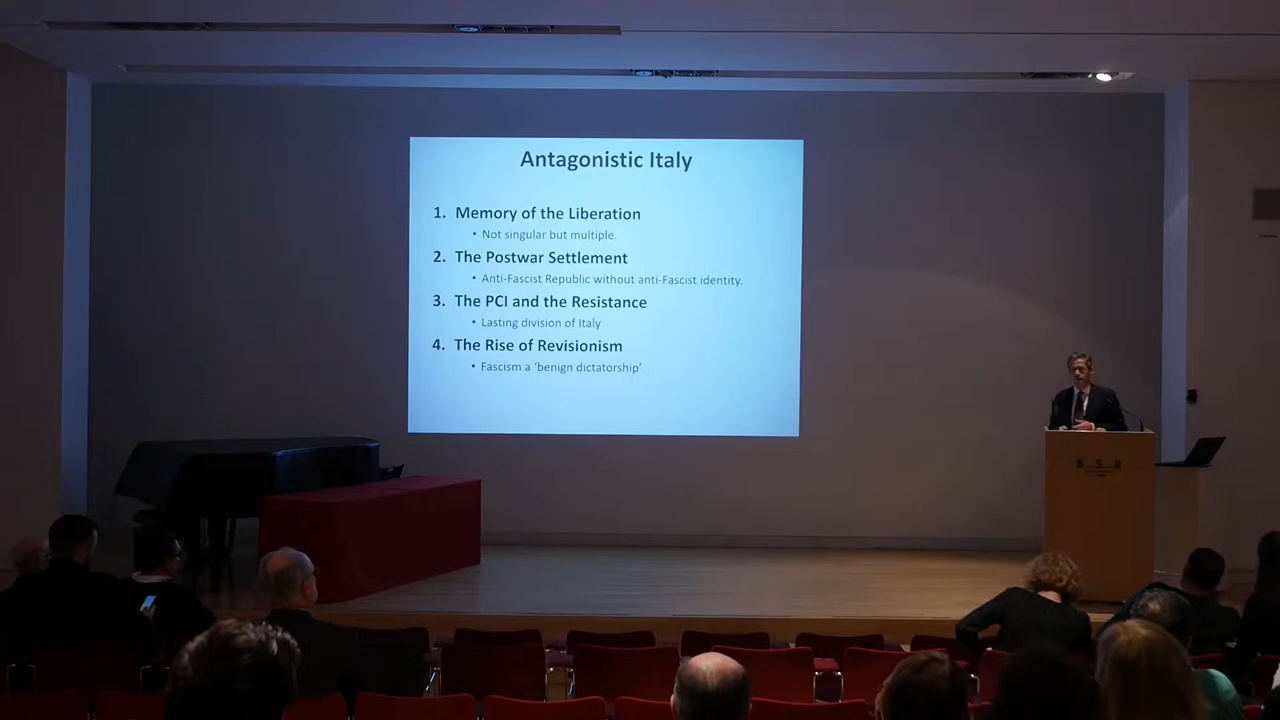 Antagonistic Italy
1. Memory of the Liberation
• Not singular but multiple.
2. The Postwar Settlement
• Anti-Fascist Republic without anti-Fascist identity.
3. The PCI and the Resistance
• Lasting division of Italy
4. The Rise of Revisionism
• Fascism a ‘benign dictatorship’
B S R